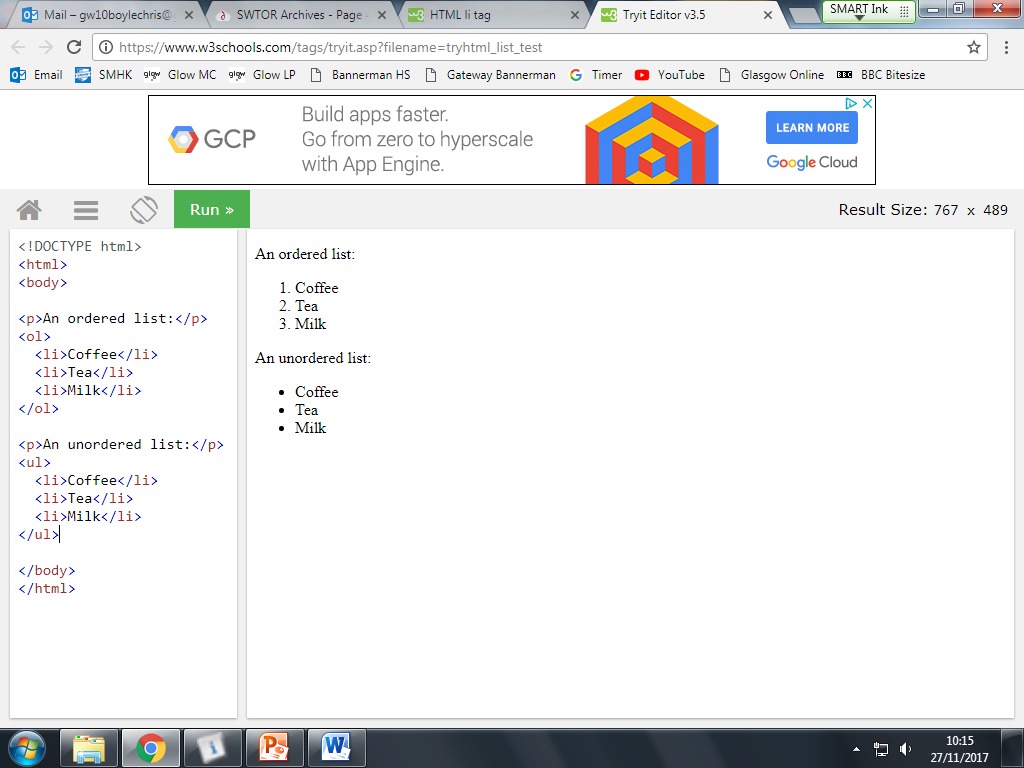 Mail – gw10boylechris@
SWTOR Archives - Page
HTML li tag
Tryit Editor v3.5
SMART Ink
https://www.w3schools.com/tags/tryit.asp?filename=tryhtml_list_test
Email SMHK glow Glow MC glow Glow LP Bannerman HS Gateway Bannerman Timer YouTube Glasgow Online BBC BBC Bitesize
GCP
Build apps faster.
Go from zero to hyperscale
with App Engine.
LEARN MORE
Google Cloud
Run »
Result Size: 767 x 489
<!DOCTYPE html>
<html>
<body>
<p>An ordered list:</p>
<ol>
<li>Coffee</li>
<li>Tea</li>
<li>Milk</li>
</ol>
<p>An unordered list:</p>
<ul>
<li>Coffee</li>
<li>Tea</li>
<li>Milk</li>
</ul>
</body>
</html>
An ordered list:
1. Coffee
2. Tea
3. Milk
An unordered list:
• Coffee
• Tea
• Milk
10:15
27/11/2017